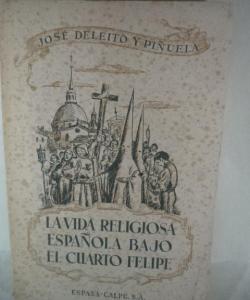 JOSÉ DELEITO Y PIÑUELA
LA VIDA RELIGIOSA
ESPAÑOLA BAJO
EL CUARTO FELIPE
ESPASA-CALPE, S.A.